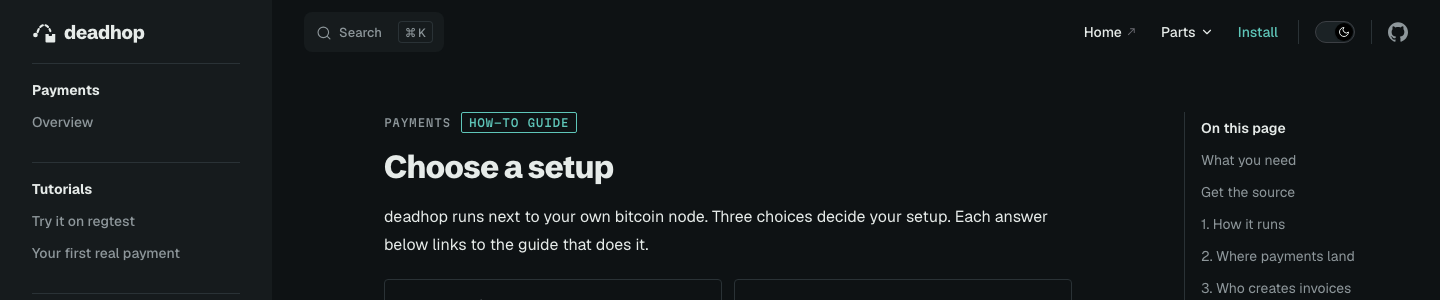 deadhop
Search ⌘K
Home ↗ Parts Install
Payments
Overview
Tutorials
Try it on regtest
Your first real payment
PAYMENTS HOW-TO GUIDE
Choose a setup
deadhop runs next to your own bitcoin node. Three choices decide your setup. Each answer
below links to the guide that does it.
On this page
What you need
Get the source
1. How it runs
2. Where payments land
3. Who creates invoices